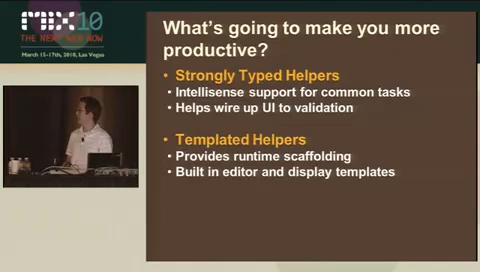 MIX10
THE NEXT WEB NOW
March 15–17th, 2010, Las Vegas
What's going to make you more
productive?
• Strongly Typed Helpers
• Intellisense support for common tasks
• Helps wire up UI to validation
• Templated Helpers
• Provides runtime scaffolding
• Built in editor and display templates